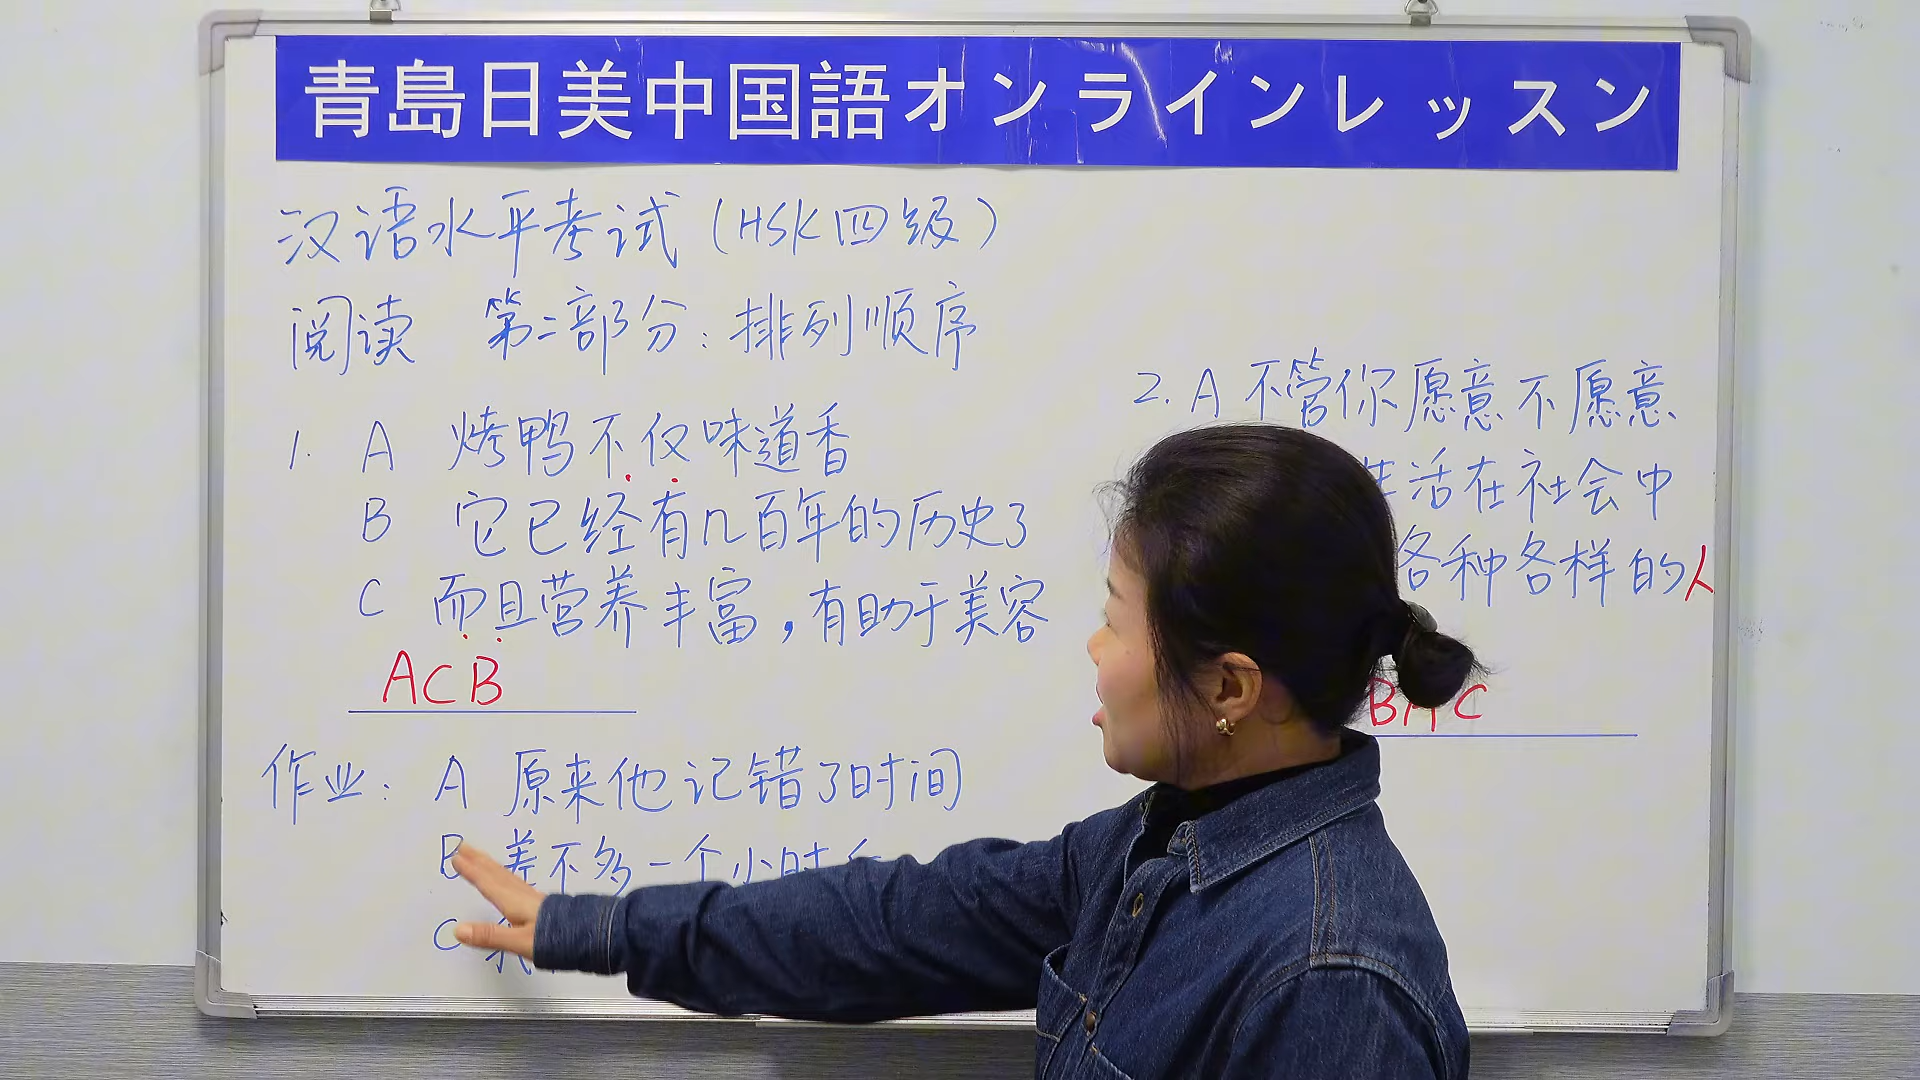 青島日美中国語オンラインレッスン
汉语水平考试(HSK四级)
阅读 第二部分:排列顺序
1. A 烤鸭不仅味道香
B 它已经有几百年的历史了
C 而且营养丰富,有助于美容
ACB
作业: A 原来他记错了时间
B 差不多一个小时
C 我
2. A 不管你愿意不愿意
生活在社会中
各种各样的人
BAC